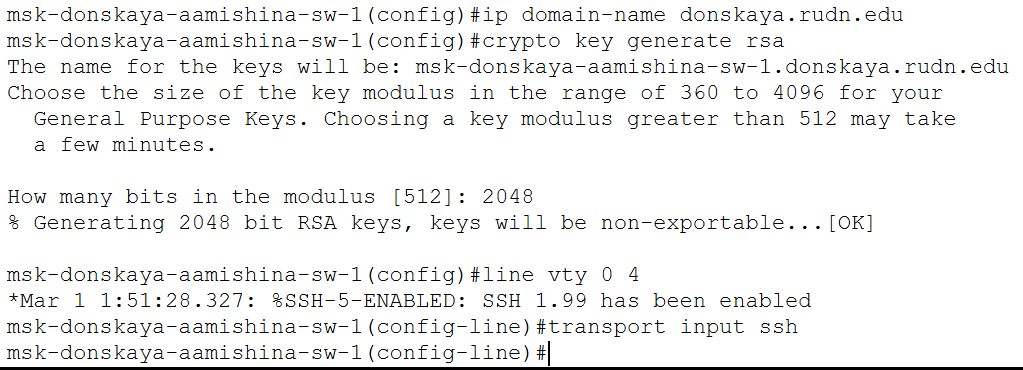 msk-donskaya-aamishina-sw-1(config)#ip domain-name donskaya.rudn.edu
msk-donskaya-aamishina-sw-1(config)#crypto key generate rsa
The name for the keys will be: msk-donskaya-aamishina-sw-1.donskaya.rudn.edu
Choose the size of the key modulus in the range of 360 to 4096 for your
  General Purpose Keys. Choosing a key modulus greater than 512 may take
  a few minutes.

How many bits in the modulus [512]: 2048
% Generating 2048 bit RSA keys, keys will be non-exportable...[OK]

msk-donskaya-aamishina-sw-1(config)#line vty 0 4
*Mar 1 1:51:28.327: %SSH-5-ENABLED: SSH 1.99 has been enabled
msk-donskaya-aamishina-sw-1(config-line)#transport input ssh
msk-donskaya-aamishina-sw-1(config-line)#